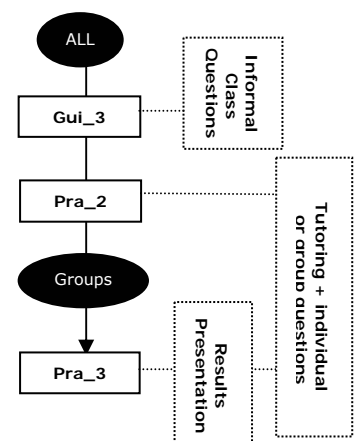 ALL
Informal
Class
Questions
Gui_3
Pra_2
Tutoring + individual
or group questions
Groups
Results
Presentation
Pra_3